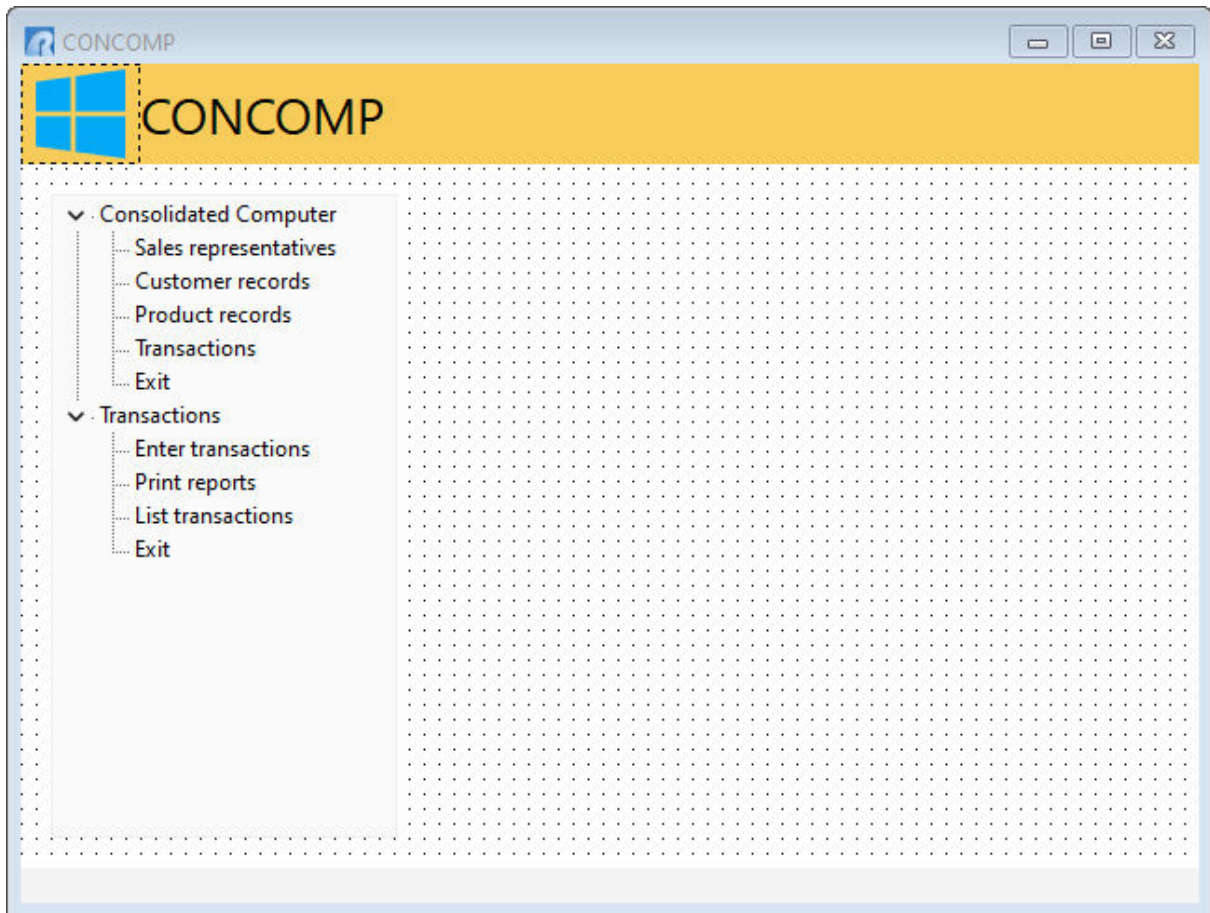 CONCOMP
CONCOMP
Consolidated Computer
Sales representatives
Customer records
Product records
Transactions
Exit
Transactions
Enter transactions
Print reports
List transactions
Exit